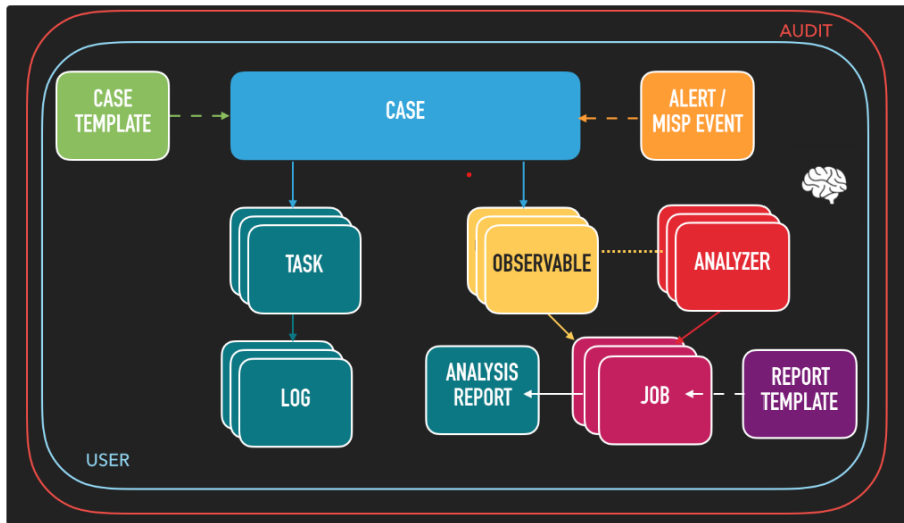 AUDIT
CASE
TEMPLATE
CASE
ALERT /
MISP EVENT
TASK
OBSERVABLE
ANALYZER
LOG
ANALYSIS
REPORT
JOB
REPORT
TEMPLATE
USER